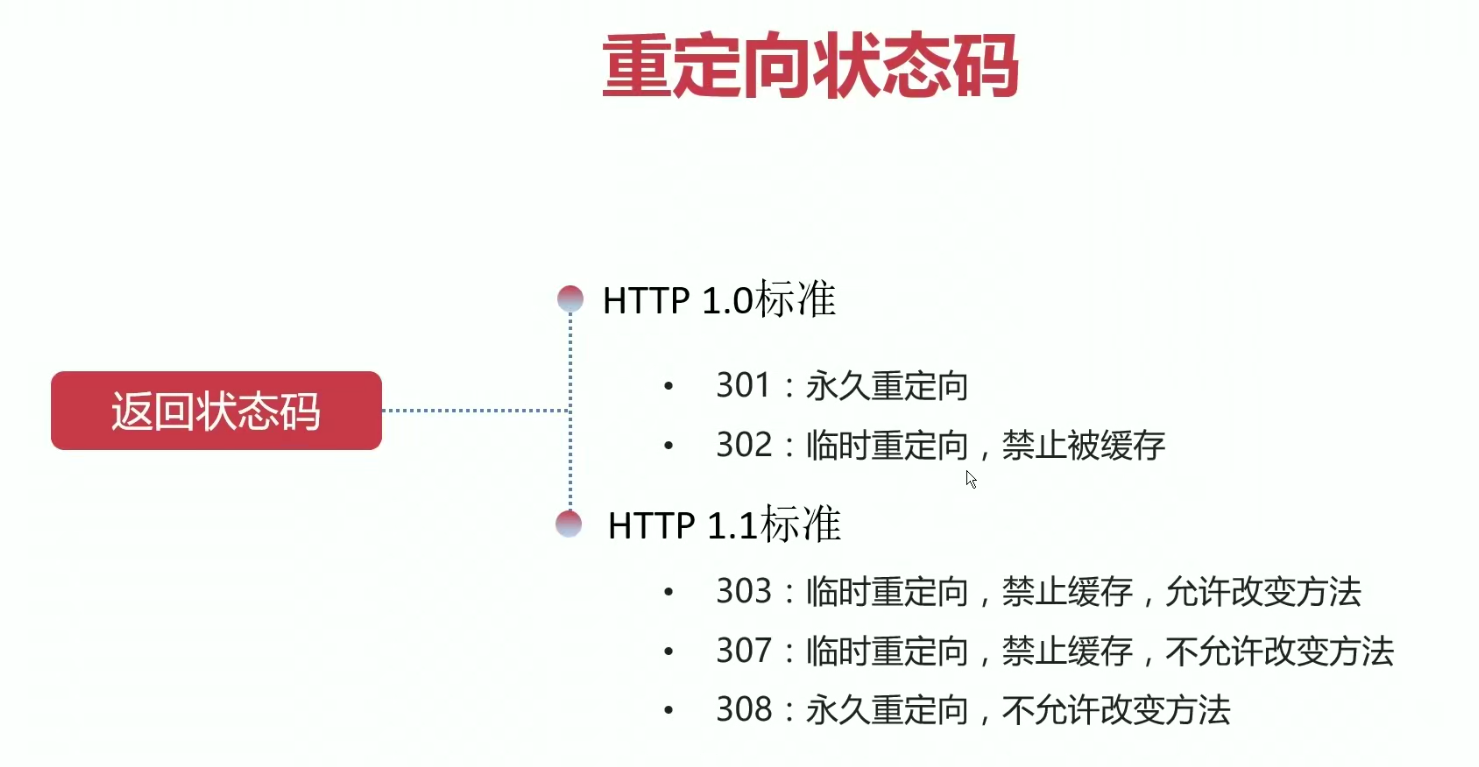 重定向状态码
HTTP 1.0标准
• 301：永久重定向
返回状态码
• 302：临时重定向，禁止被缓存
HTTP 1.1标准
• 303：临时重定向，禁止缓存，允许改变方法
• 307：临时重定向，禁止缓存，不允许改变方法
• 308：永久重定向，不允许改变方法